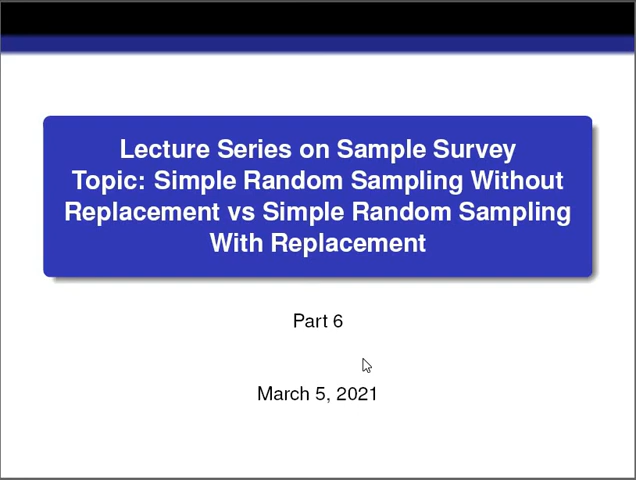 Lecture Series on Sample Survey
Topic: Simple Random Sampling Without
Replacement vs Simple Random Sampling
With Replacement
Part 6
March 5, 2021